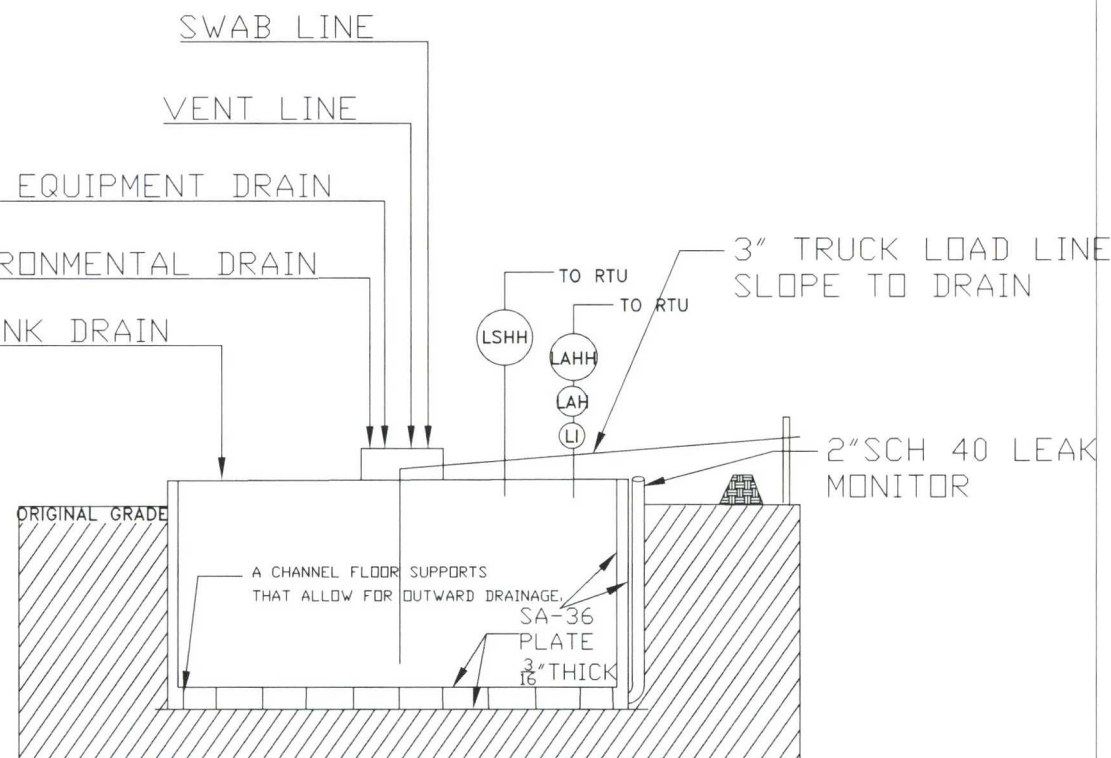 SWAB LINE
VENT LINE
EQUIPMENT DRAIN
RONMENTAL DRAIN
NK DRAIN
TO RTU
TO RTU
LSHH
LAHH
LAH
LI
3" TRUCK LOAD LINE
SLOPE TO DRAIN
2"SCH 40 LEAK
MONITOR
ORIGINAL GRADE
A CHANNEL FLOOR SUPPORTS
THAT ALLOW FOR OUTWARD DRAINAGE.
SA-36
PLATE
3/16"THICK